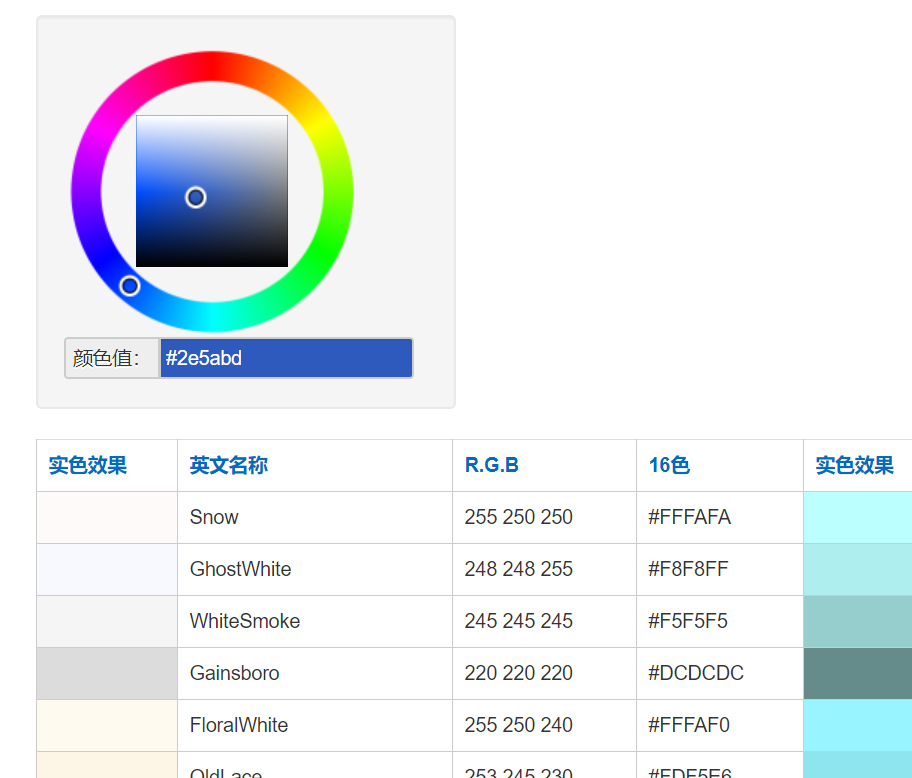 颜色值: #2e5abd
实色效果 英文名称 R.G.B 16色 实色效果
Snow 255 250 250 #FFFAFA
GhostWhite 248 248 255 #F8F8FF
WhiteSmoke 245 245 245 #F5F5F5
Gainsboro 220 220 220 #DCDCDC
FloralWhite 255 250 240 #FFFAF0
OldLace 253 245 230 #FDF5E6